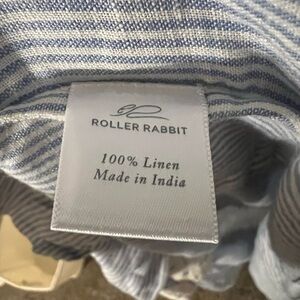 ROLLER RABBIT
100% Linen
Made in India